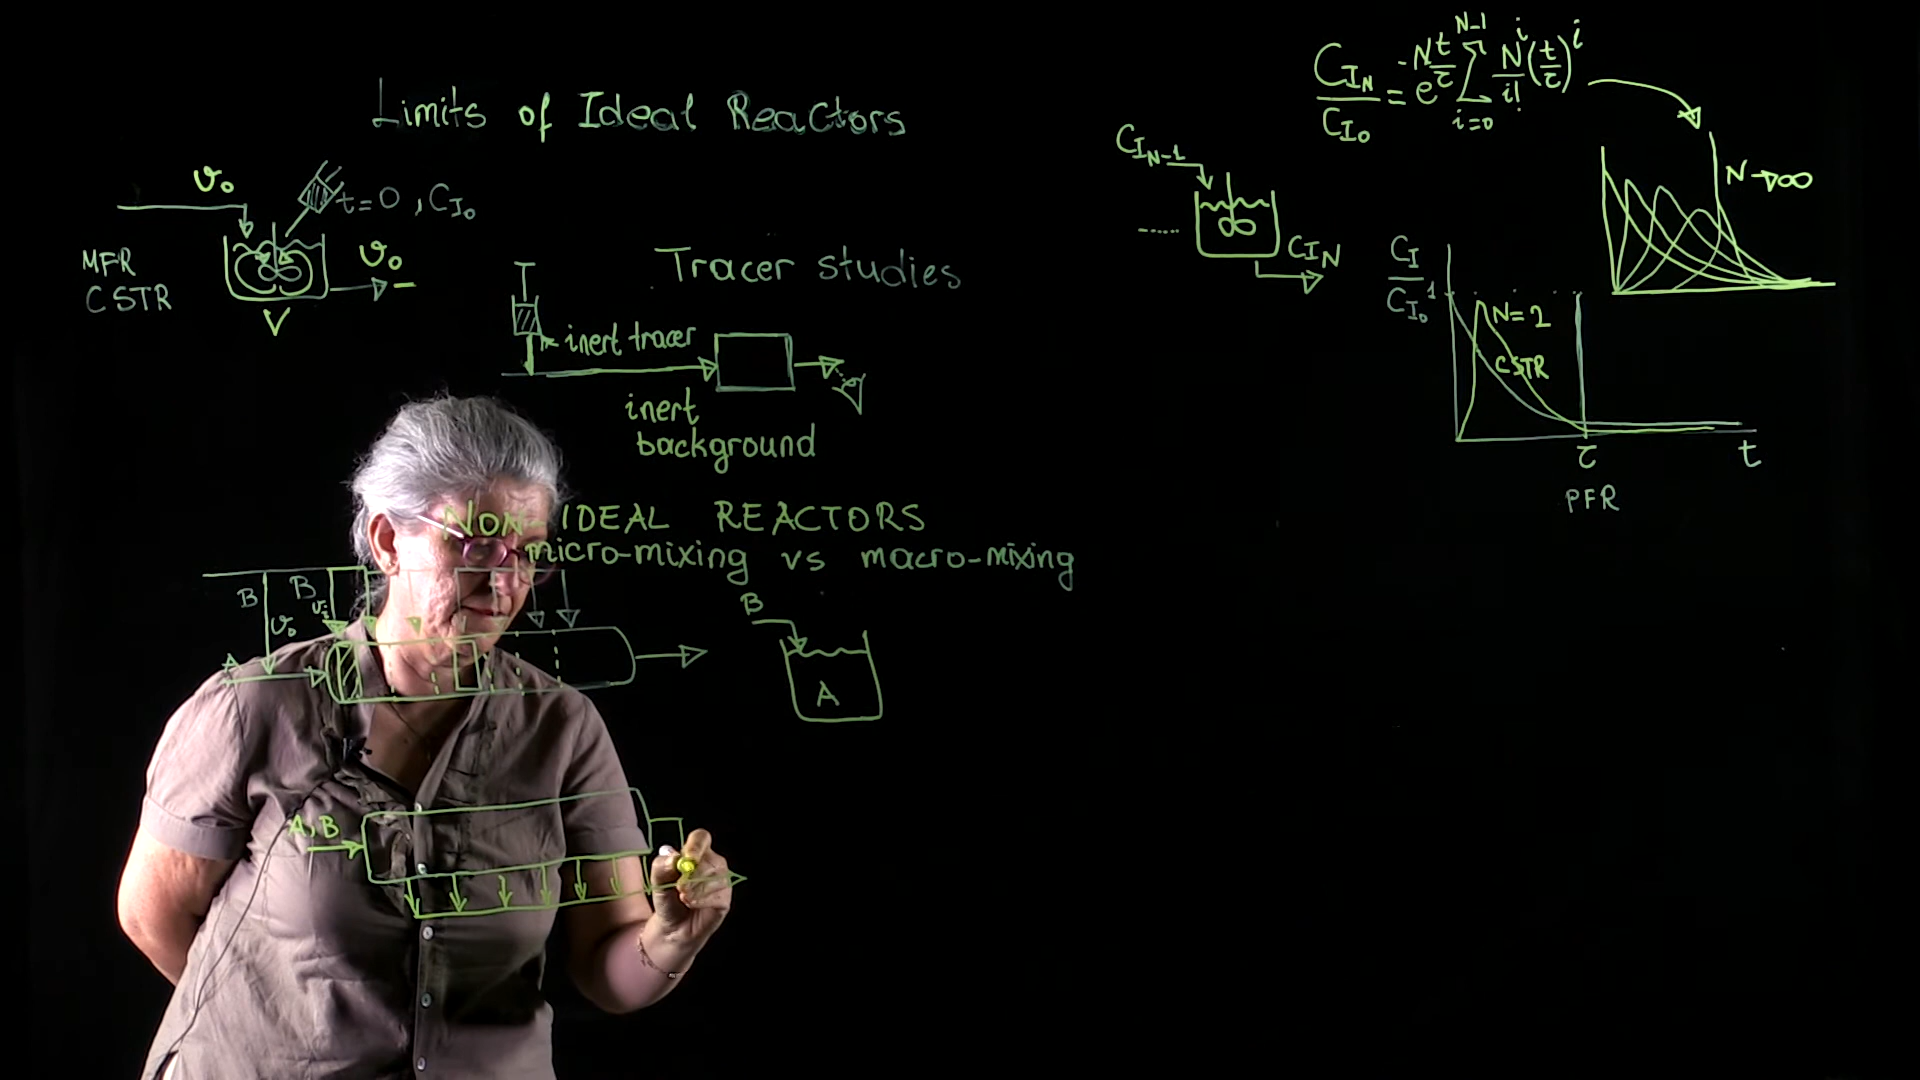 Limits of Ideal Reactors
υ₀
t=0 , C_I₀
MFR
CSTR
υ₀
V
Tracer studies
inert tracer
inert
background
NON-IDEAL REACTORS
micro-mixing vs macro-mixing
B
B
υᵢ
υ₀
A
B
A
A, B
C_IN/C_I₀ = e^(-N t/τ) Σ_{i=0}^{N-1} N^i/i! (t/τ)^i
C_IN-1
.....
C_IN
N→∞
C_I/C_I₀
1
N=2
CSTR
τ
t
PFR